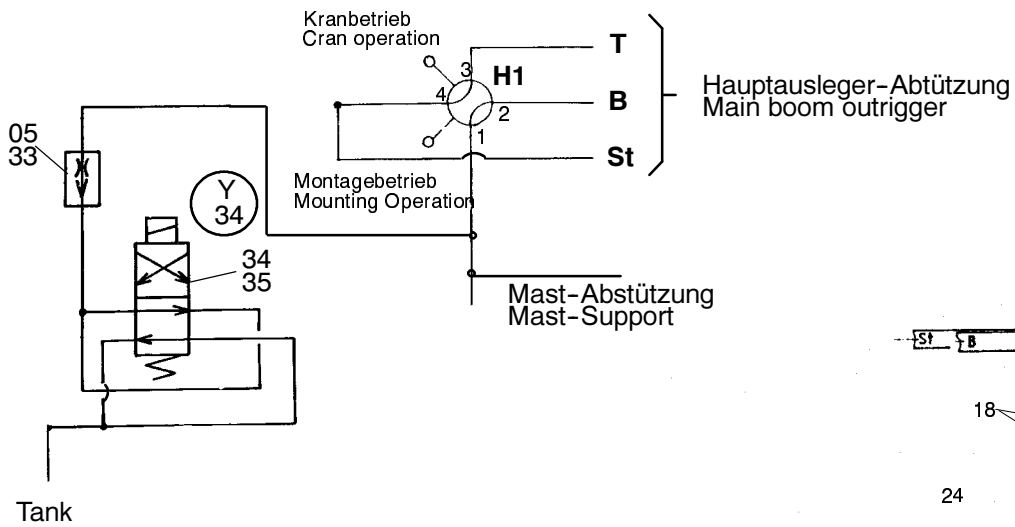 Kranbetrieb
Cran operation
T
3
H1
4
2
B
1
St
Hauptausleger-Abtützung
Main boom outrigger
05
33
Montagebetrieb
Mounting Operation
Y
34
34
35
Mast-Abstützung
Mast-Support
St
B
18
24
Tank